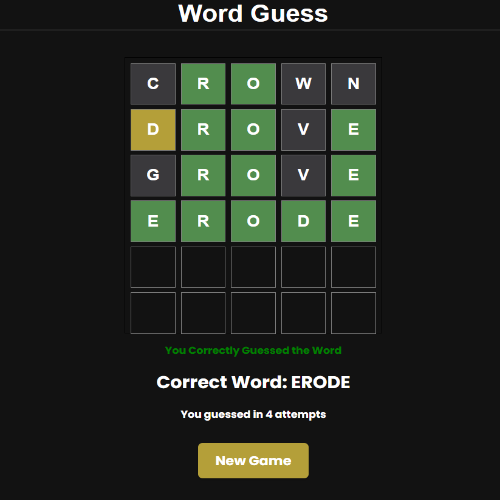 Word Guess
C R O W N
D R O V E
G R O V E
E R O D E
You Correctly Guessed the Word
Correct Word: ERODE
You guessed in 4 attempts
New Game